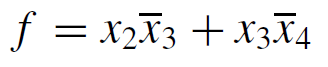 f = x₂x̅₃ + x₃x̅₄